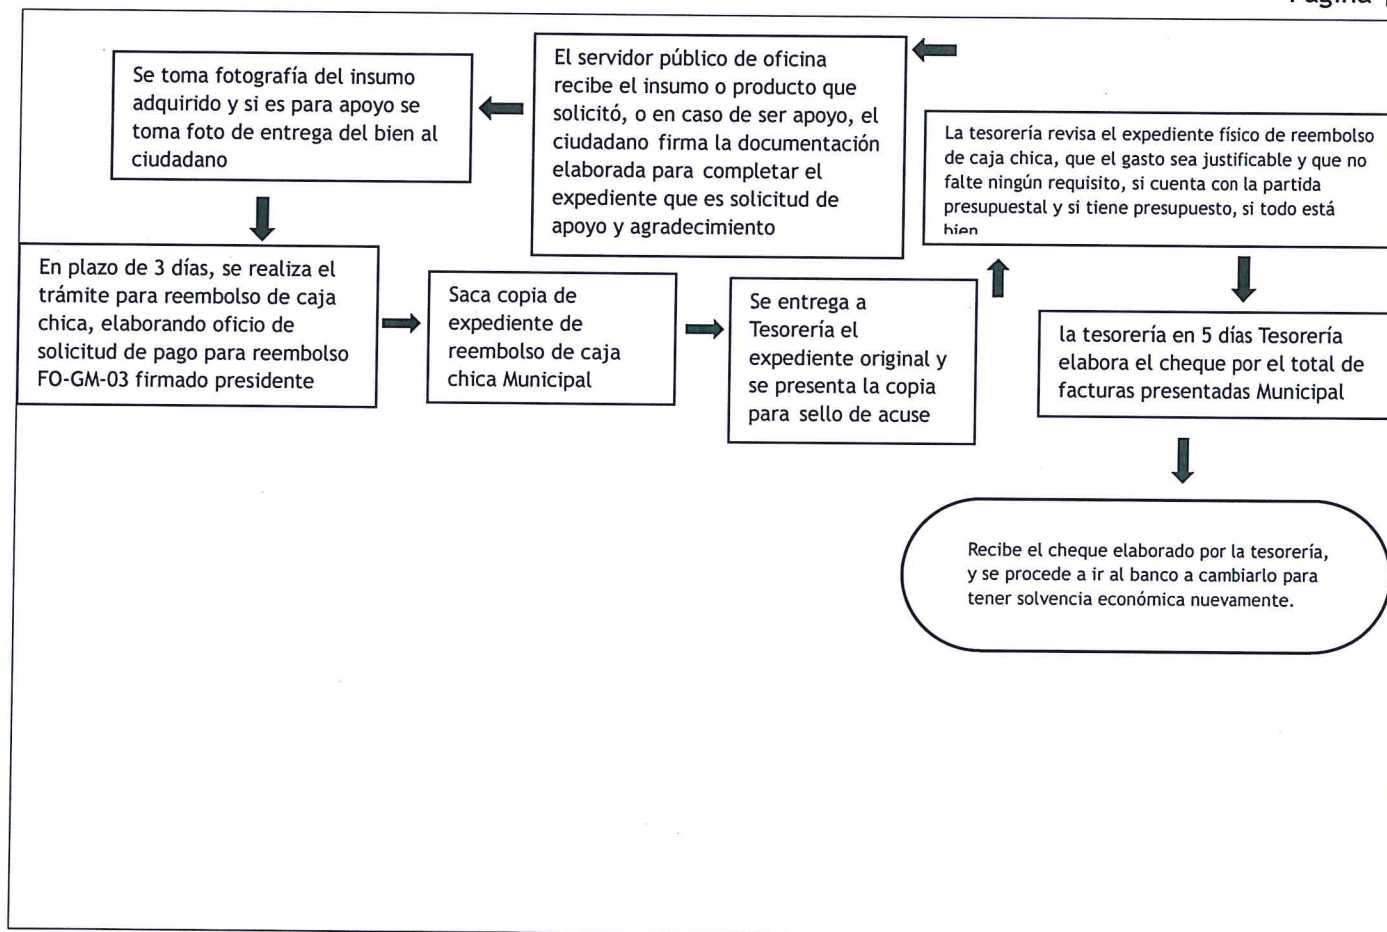 Página
El servidor público de oficina
recibe el insumo o producto que
solicitó, o en caso de ser apoyo, el
ciudadano firma la documentación
elaborada para completar el
expediente que es solicitud de
apoyo y agradecimiento
Se toma fotografía del insumo
adquirido y si es para apoyo se
toma foto de entrega del bien al
ciudadano
En plazo de 3 días, se realiza el
trámite para reembolso de caja
chica, elaborando oficio de
solicitud de pago para reembolso
FO-GM-03 firmado presidente
Saca copia de
expediente de
reembolso de caja
chica Municipal
Se entrega a
Tesorería el
expediente original y
se presenta la copia
para sello de acuse
La tesorería revisa el expediente físico de reembolso
de caja chica, que el gasto sea justificable y que no
falte ningún requisito, si cuenta con la partida
presupuestal y si tiene presupuesto, si todo está
bien
la tesorería en 5 días Tesorería
elabora el cheque por el total de
facturas presentadas Municipal
Recibe el cheque elaborado por la tesorería,
y se procede a ir al banco a cambiarlo para
tener solvencia económica nuevamente.